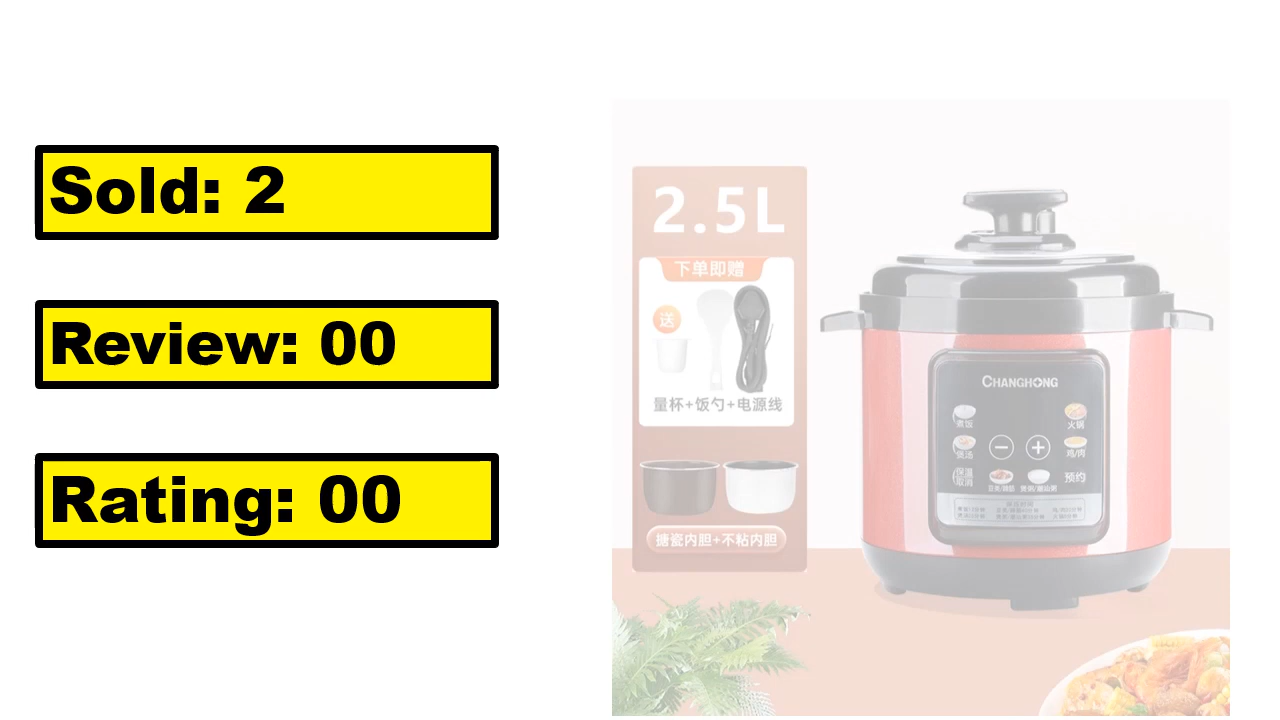 Sold: 2
Review: 00
Rating: 00
2.5L
下单即赠
送
量杯+饭勺+电源线
搪瓷内胆+不粘内胆
CHANGHONG
煮饭
火锅
煲汤
鸡/肉
保温
取消
预约